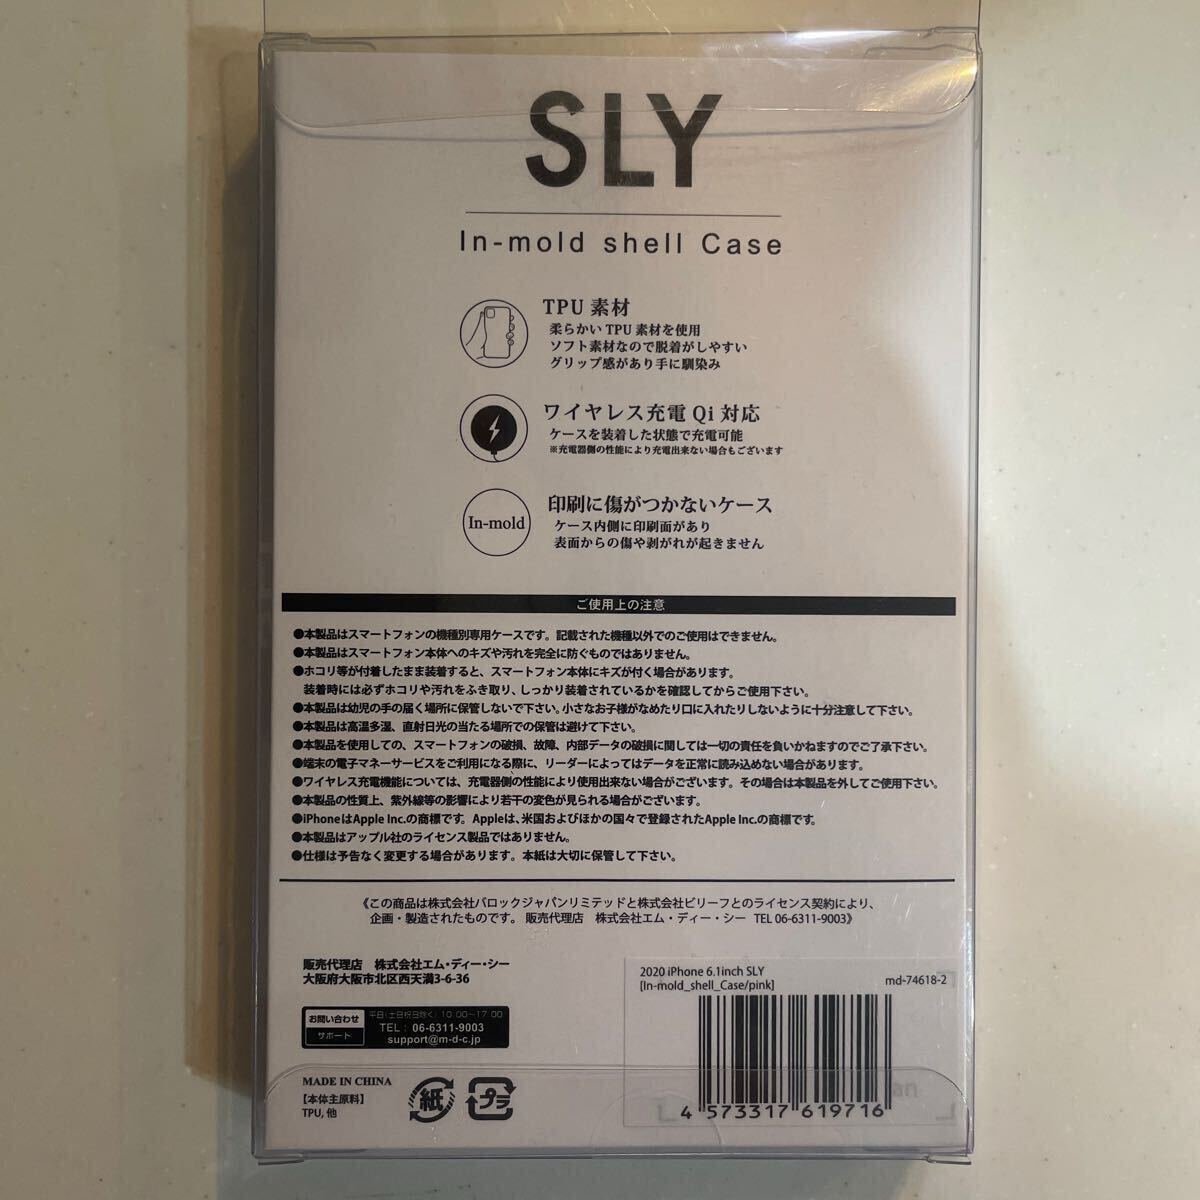 SLY
In-mold shell Case
TPU 素材
柔らかい TPU 素材を使用
ソフト素材なので脱着がしやすい
グリップ感があり手に馴染み
ワイヤレス充電 Qi 対応
ケースを装着した状態で充電可能
※充電器側の性能により充電出来ない場合もございます
In-mold
印刷に傷がつかないケース
ケース内側に印刷面があり
表面からの傷や剥がれが起きません
ご使用上の注意
●本製品はスマートフォンの機種別専用ケースです。記載された機種以外でのご使用はできません。
●本製品はスマートフォン本体へのキズや汚れを完全に防ぐものではありません。
●ホコリ等が付着したまま装着すると、スマートフォン本体にキズが付く場合があります。
装着時には必ずホコリや汚れをふき取り、しっかり装着されているかを確認してからご使用下さい。
●本製品は幼児の手の届く場所に保管しないで下さい。小さなお子様がなめたり口に入れたりしないように十分注意して下さい。
●本製品は高温多湿、直射日光の当たる場所での保管は避けて下さい。
●本製品を使用しての、スマートフォンの破損、故障、内部データの破損に関しては一切の責任を負いかねますのでご了承下さい。
●端末の電子マネーサービスをご利用になる際に、リーダーによってはデータを正常に読み込めない場合があります。
●ワイヤレス充電機能については、充電器側の性能により使用出来ない場合がございます。その場合は本製品を外してご使用下さい。
●本製品の性質上、紫外線等の影響により若干の変色が見られる場合がございます。
●iPhoneはApple Inc.の商標です。Appleは、米国およびほかの国々で登録されたApple Inc.の商標です。
●本製品はアップル社のライセンス製品ではありません。
●仕様は予告なく変更する場合があります。本紙は大切に保管して下さい。
《この商品は株式会社バロックジャパンリミテッドと株式会社ビリーフとのライセンス契約により、
企画・製造されたものです。 販売代理店 株式会社エム・ディー・シー TEL 06-6311-9003》
販売代理店 株式会社エム・ディー・シー
大阪府大阪市北区西天満3-6-36
お問い合わせ
サポート
平日(土日祝日除く) 10:00~17:00
TEL : 06-6311-9003
support@m-d-c.jp
MADE IN CHINA
【本体主原料】
TPU, 他
紙
プラ
2020 iPhone 6.1inch SLY
[In-mold_shell_Case/pink]
md-74618-2
4 573317 619716